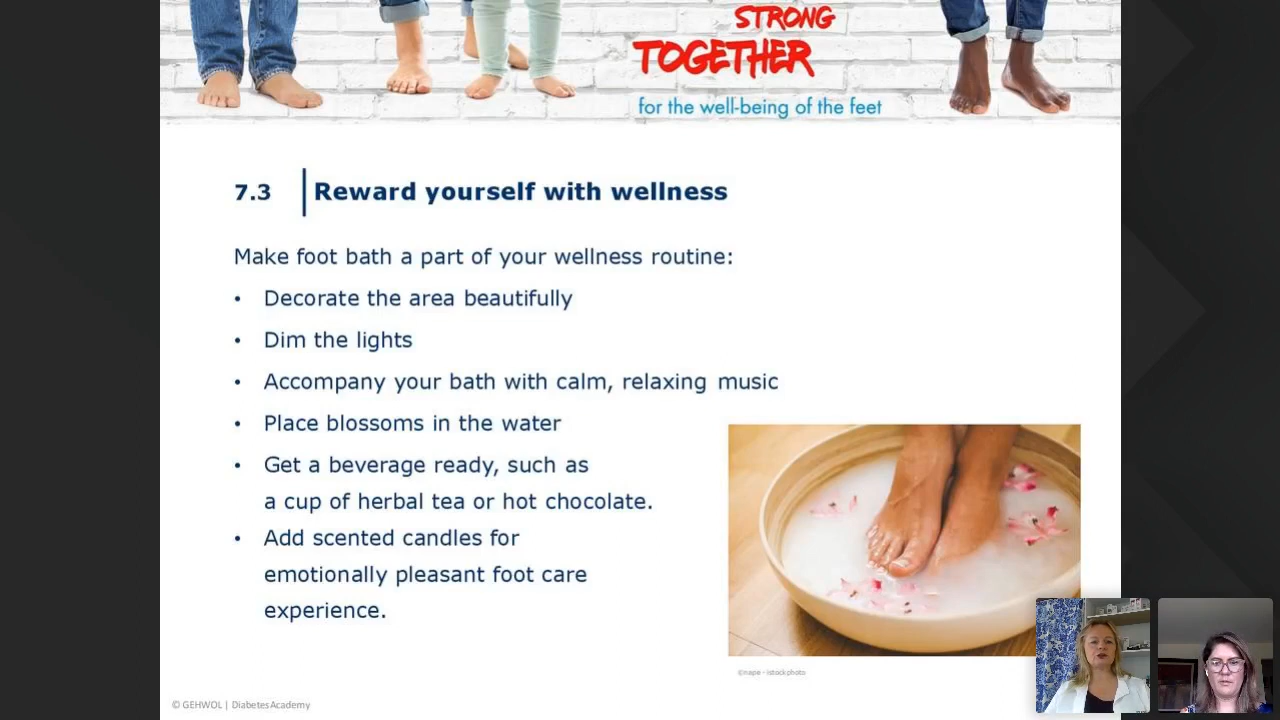 STRONG
TOGETHER
for the well-being of the feet
7.3 Reward yourself with wellness
Make foot bath a part of your wellness routine:
• Decorate the area beautifully
• Dim the lights
• Accompany your bath with calm, relaxing music
• Place blossoms in the water
• Get a beverage ready, such as
a cup of herbal tea or hot chocolate.
• Add scented candles for
emotionally pleasant foot care
experience.
©nape - istockphoto
© GEHWOL | DiabetesAcademy